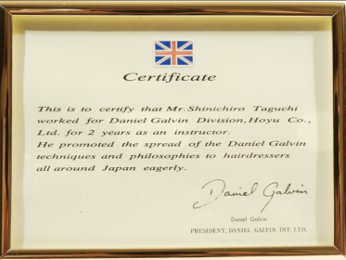 Certificate
This is to certify that Mr. Shinichiro Taguchi
worked for Daniel Galvin Division, Hoyu Co.,
Ltd. for 2 years as an instructor.
He promoted the spread of the Daniel Galvin
techniques and philosophies to hairdressers
all around Japan eagerly.
Daniel Galvin
Daniel Galvin
PRESIDENT, DANIEL GALVIN INT. LTD.